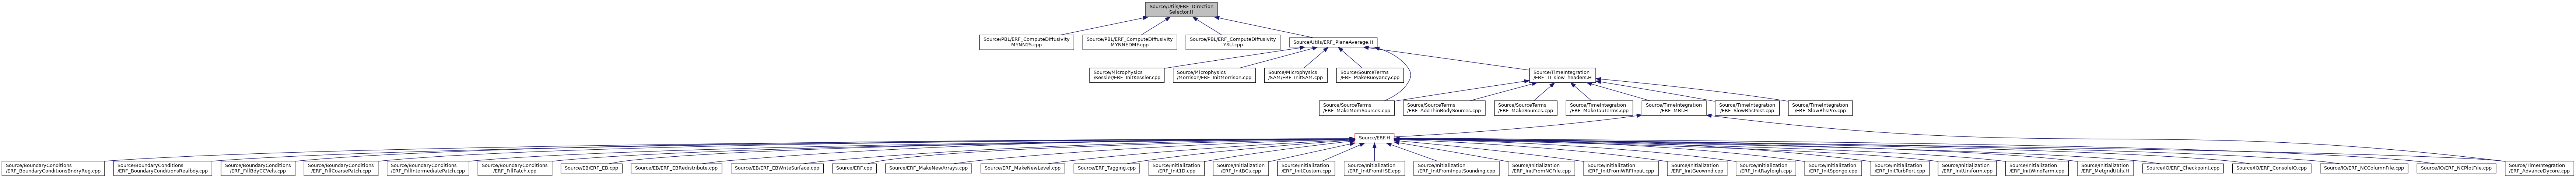 Source/Utils/ERF_Direction
Selector.H
Source/PBL/ERF_ComputeDiffusivity
MYNN25.cpp
Source/PBL/ERF_ComputeDiffusivity
MYNNEDMF.cpp
Source/PBL/ERF_ComputeDiffusivity
YSU.cpp
Source/Utils/ERF_PlaneAverage.H
Source/Microphysics
/Kessler/ERF_InitKessler.cpp
Source/Microphysics
/Morrison/ERF_InitMorrison.cpp
Source/Microphysics
/SAM/ERF_InitSAM.cpp
Source/SourceTerms
/ERF_MakeBuoyancy.cpp
Source/TimeIntegration
/ERF_TI_slow_headers.H
Source/SourceTerms
/ERF_MakeMomSources.cpp
Source/SourceTerms
/ERF_AddThinBodySources.cpp
Source/SourceTerms
/ERF_MakeSources.cpp
Source/TimeIntegration
/ERF_MakeTauTerms.cpp
Source/TimeIntegration
/ERF_MRI.H
Source/TimeIntegration
/ERF_SlowRhsPost.cpp
Source/TimeIntegration
/ERF_SlowRhsPre.cpp
Source/ERF.H
Source/BoundaryConditions
/ERF_BoundaryConditionsBndryReg.cpp
Source/BoundaryConditions
/ERF_BoundaryConditionsRealbdy.cpp
Source/BoundaryConditions
/ERF_FillBdyCCVels.cpp
Source/BoundaryConditions
/ERF_FillCoarsePatch.cpp
Source/BoundaryConditions
/ERF_FillIntermediatePatch.cpp
Source/BoundaryConditions
/ERF_FillPatch.cpp
Source/EB/ERF_EB.cpp
Source/EB/ERF_EBRedistribute.cpp
Source/EB/ERF_EBWriteSurface.cpp
Source/ERF.cpp
Source/ERF_MakeNewArrays.cpp
Source/ERF_MakeNewLevel.cpp
Source/ERF_Tagging.cpp
Source/Initialization
/ERF_Init1D.cpp
Source/Initialization
/ERF_InitBCs.cpp
Source/Initialization
/ERF_InitCustom.cpp
Source/Initialization
/ERF_InitFromHSE.cpp
Source/Initialization
/ERF_InitFromInputSounding.cpp
Source/Initialization
/ERF_InitFromNCFile.cpp
Source/Initialization
/ERF_InitFromWRFInput.cpp
Source/Initialization
/ERF_InitGeowind.cpp
Source/Initialization
/ERF_InitRayleigh.cpp
Source/Initialization
/ERF_InitSponge.cpp
Source/Initialization
/ERF_InitTurbPert.cpp
Source/Initialization
/ERF_InitUniform.cpp
Source/Initialization
/ERF_InitWindFarm.cpp
Source/Initialization
/ERF_MetgridUtils.H
Source/IO/ERF_Checkpoint.cpp
Source/IO/ERF_ConsoleIO.cpp
Source/IO/ERF_NCColumnFile.cpp
Source/IO/ERF_NCPlotFile.cpp
Source/TimeIntegration
/ERF_AdvanceDycore.cpp